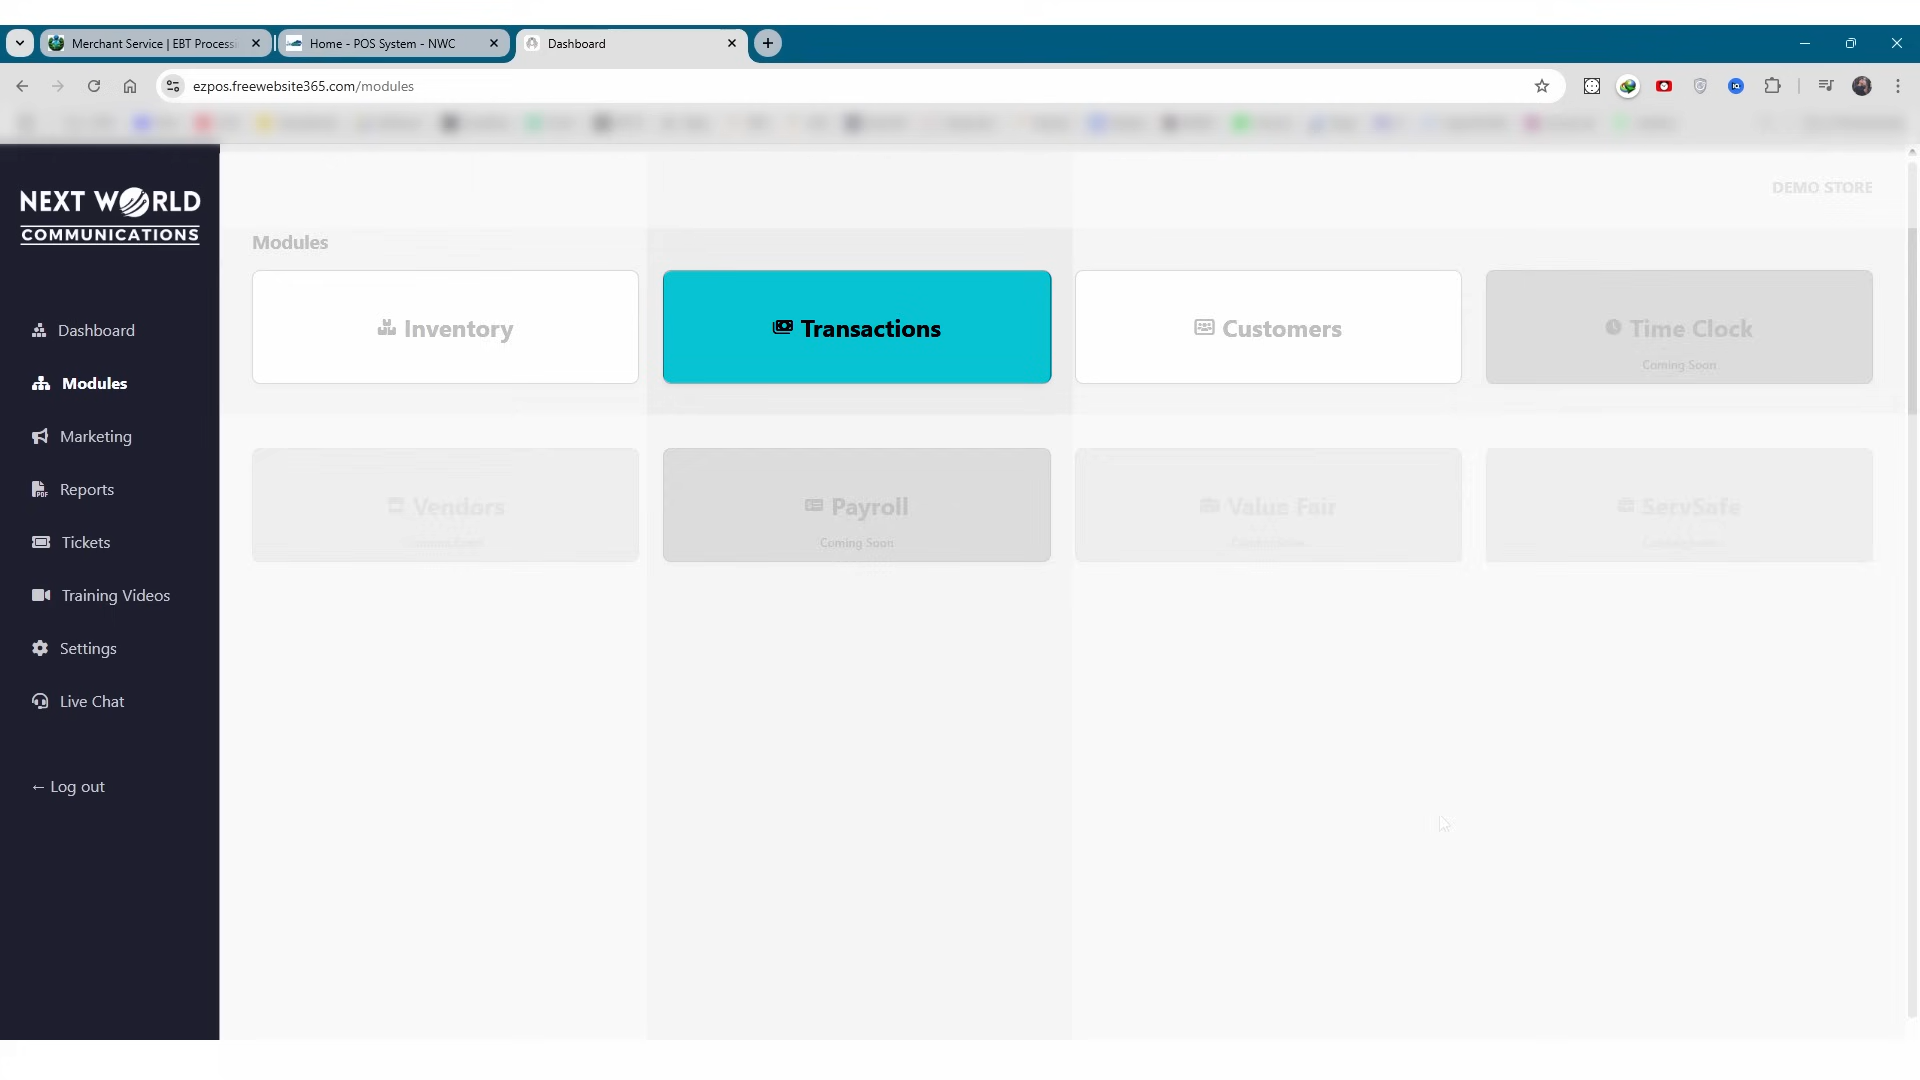 Merchant Service | EBT Process
Home - POS System - NWC
Dashboard
ezpos.freewebsite365.com/modules
NEXT WORLD
COMMUNICATIONS
DEMO STORE
Modules
Inventory
Transactions
Customers
Time Clock
Coming Soon
Vendors
Payroll
Coming Soon
Value Fair
ServSafe
Dashboard
Modules
Marketing
Reports
Tickets
Training Videos
Settings
Live Chat
← Log out